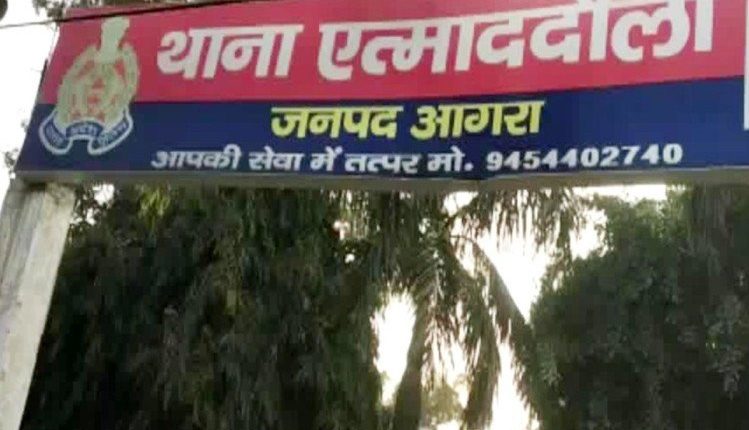 थाना एत्माददौला
जनपद आगरा
आपकी सेवा में तत्पर मो. 9454402740